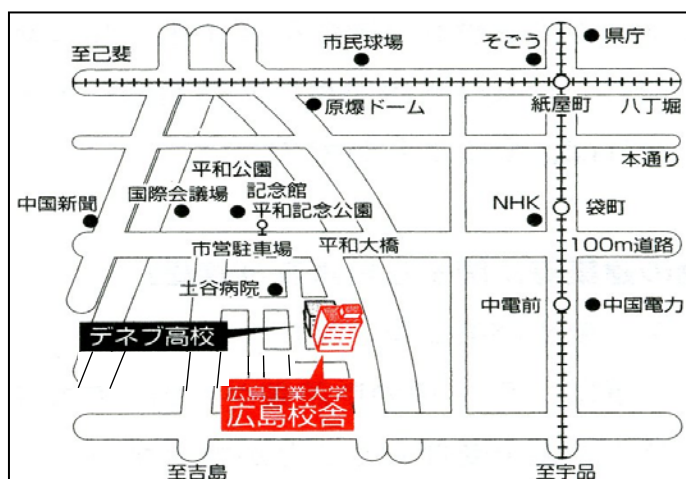 県庁
市民球場
そごう
至己斐
原爆ドーム
紙屋町
八丁堀
本通り
平和公園
国際会議場
記念館
中国新聞
平和記念公園
NHK
袋町
市営駐車場
平和大橋
100m道路
土谷病院
中電前
中国電力
デネブ高校
広島工業大学
広島校舎
至吉島
至宇品